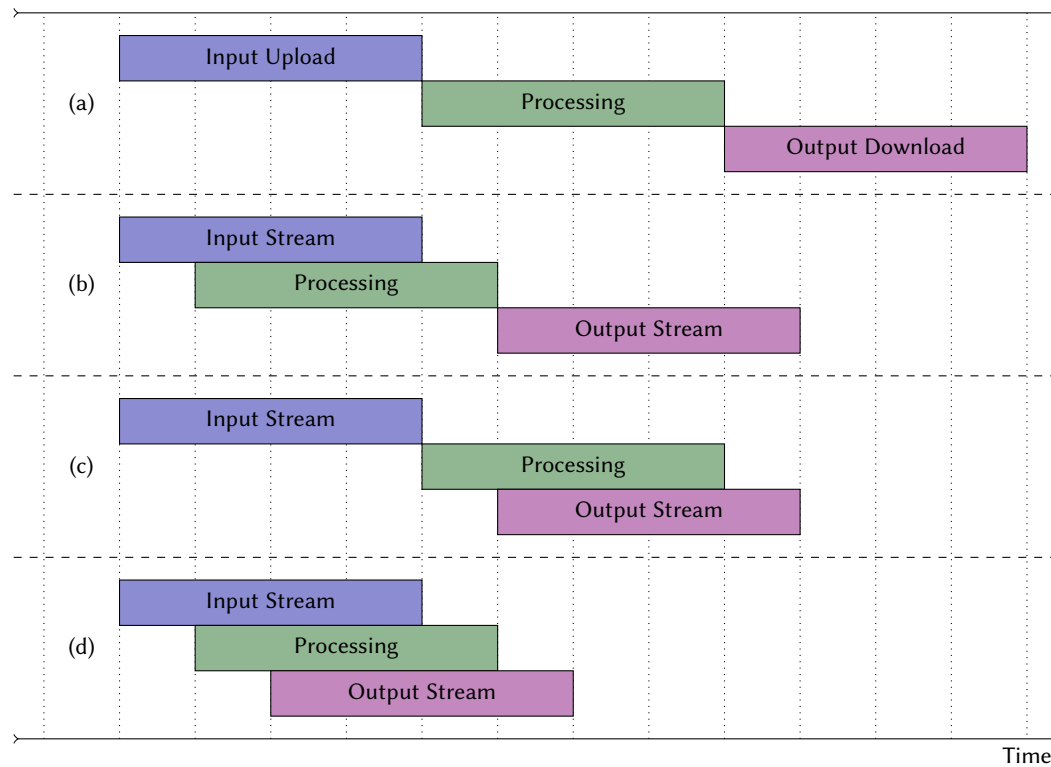 Input Upload
(a)
Processing
Output Download
Input Stream
(b)
Processing
Output Stream
Input Stream
(c)
Processing
Output Stream
Input Stream
(d)
Processing
Output Stream
Time